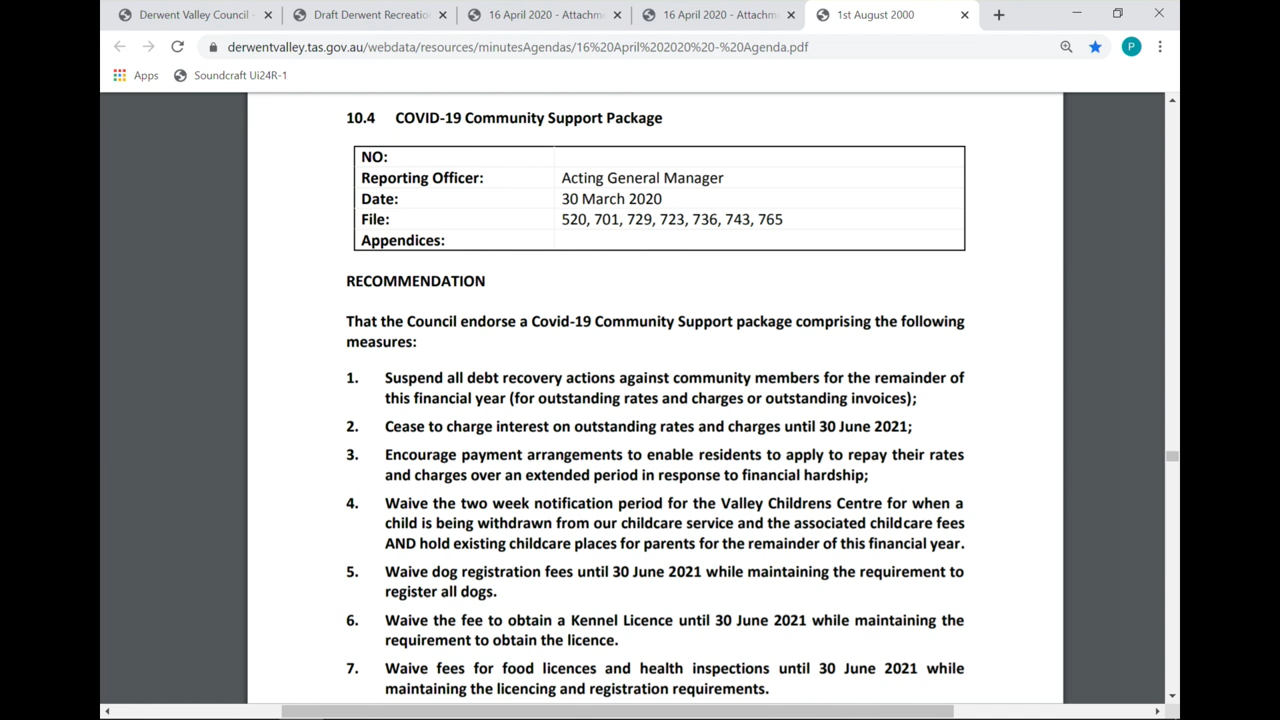 Derwent Valley Council -
Draft Derwent Recreatio
16 April 2020 - Attachm
16 April 2020 - Attachm
1st August 2000
derwentvalley.tas.gov.au/webdata/resources/minutesAgendas/16%20April%202020%20-%20Agenda.pdf
P
Apps
Soundcraft Ui24R-1
10.4 COVID-19 Community Support Package
NO:
Reporting Officer: Acting General Manager
Date: 30 March 2020
File: 520, 701, 729, 723, 736, 743, 765
Appendices:
RECOMMENDATION
That the Council endorse a Covid-19 Community Support package comprising the following
measures:
1. Suspend all debt recovery actions against community members for the remainder of
this financial year (for outstanding rates and charges or outstanding invoices);
2. Cease to charge interest on outstanding rates and charges until 30 June 2021;
3. Encourage payment arrangements to enable residents to apply to repay their rates
and charges over an extended period in response to financial hardship;
4. Waive the two week notification period for the Valley Childrens Centre for when a
child is being withdrawn from our childcare service and the associated childcare fees
AND hold existing childcare places for parents for the remainder of this financial year.
5. Waive dog registration fees until 30 June 2021 while maintaining the requirement to
register all dogs.
6. Waive the fee to obtain a Kennel Licence until 30 June 2021 while maintaining the
requirement to obtain the licence.
7. Waive fees for food licences and health inspections until 30 June 2021 while
maintaining the licencing and registration requirements.